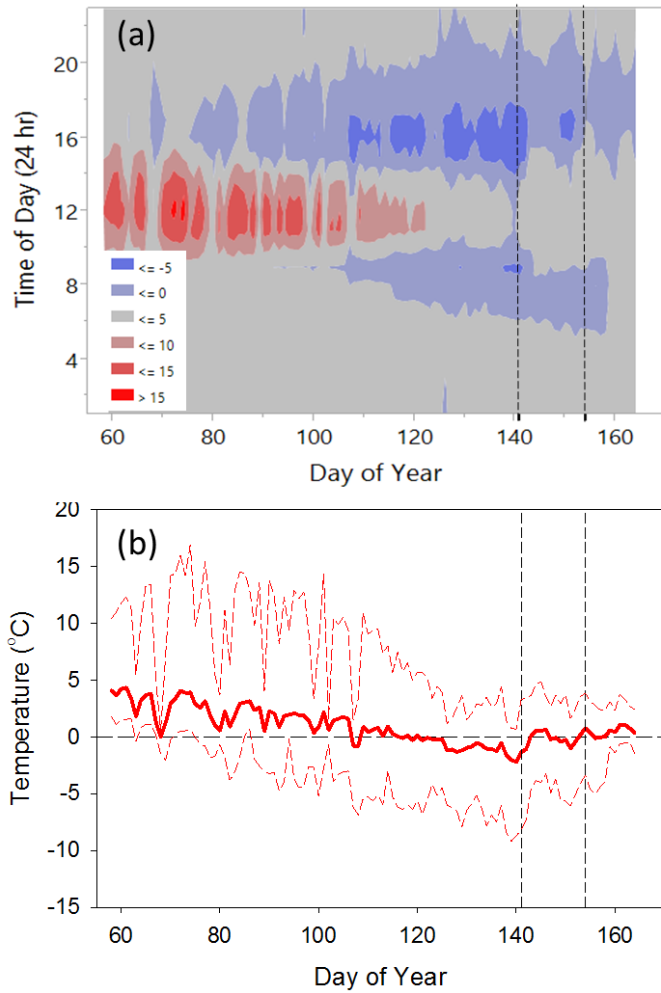 (a)
Time of Day (24 hr)
20
16
12
8
4
<= -5
<= 0
<= 5
<= 10
<= 15
> 15
60 80 100 120 140 160
Day of Year
(b)
Temperature (°C)
20
15
10
5
0
-5
-10
-15
60 80 100 120 140 160
Day of Year